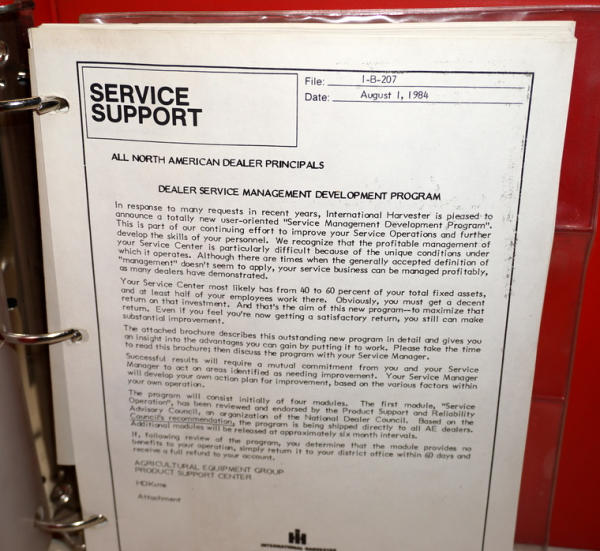 SERVICE
SUPPORT
File: 1-B-207
Date: August 1, 1984
ALL NORTH AMERICAN DEALER PRINCIPALS
DEALER SERVICE MANAGEMENT DEVELOPMENT PROGRAM
In response to many requests in recent years, International Harvester is pleased to
announce a totally new user-oriented "Service Management Development Program".
This is part of our continuing effort to improve your Service Operations and further
develop the skills of your personnel. We recognize that the profitable management of
your Service Center is particularly difficult because of the unique conditions under
which it operates. Although there are times when the generally accepted definition of
"management" doesn't seem to apply, your service business can be managed profitably,
as many dealers have demonstrated.
Your Service Center most likely has from 40 to 60 percent of your total fixed assets,
and at least half of your employees work there. Obviously, you must get a decent
return on that investment. And that's the aim of this new program—to maximize that
return. Even if you feel you're now getting a satisfactory return, you still can make
substantial improvement.
The attached brochure describes this outstanding new program in detail and gives you
an insight into the advantages you can gain by putting it to work. Please take the time
to read this brochure; then discuss the program with your Service Manager.
Successful results will require a mutual commitment from you and your Service
Manager to act on areas identified as needing improvement. Your Service Manager
will develop your own action plan for improvement, based on the various factors within
your own operation.
The program will consist initially of four modules. The first module, "Service
Operation", has been reviewed and endorsed by the Product Support and Reliability
Advisory Council, an organization of the National Dealer Council. Based on the
Council's recommendation, the program is being shipped directly to all AE dealers.
Additional modules will be released at approximately six month intervals.
If, following review of the program, you determine that the module provides no
benefits to your operation, simply return it to your district office within 60 days and
receive a full refund to your account.
AGRICULTURAL EQUIPMENT GROUP
PRODUCT SUPPORT CENTER
Attachment
INTERNATIONAL HARVESTER